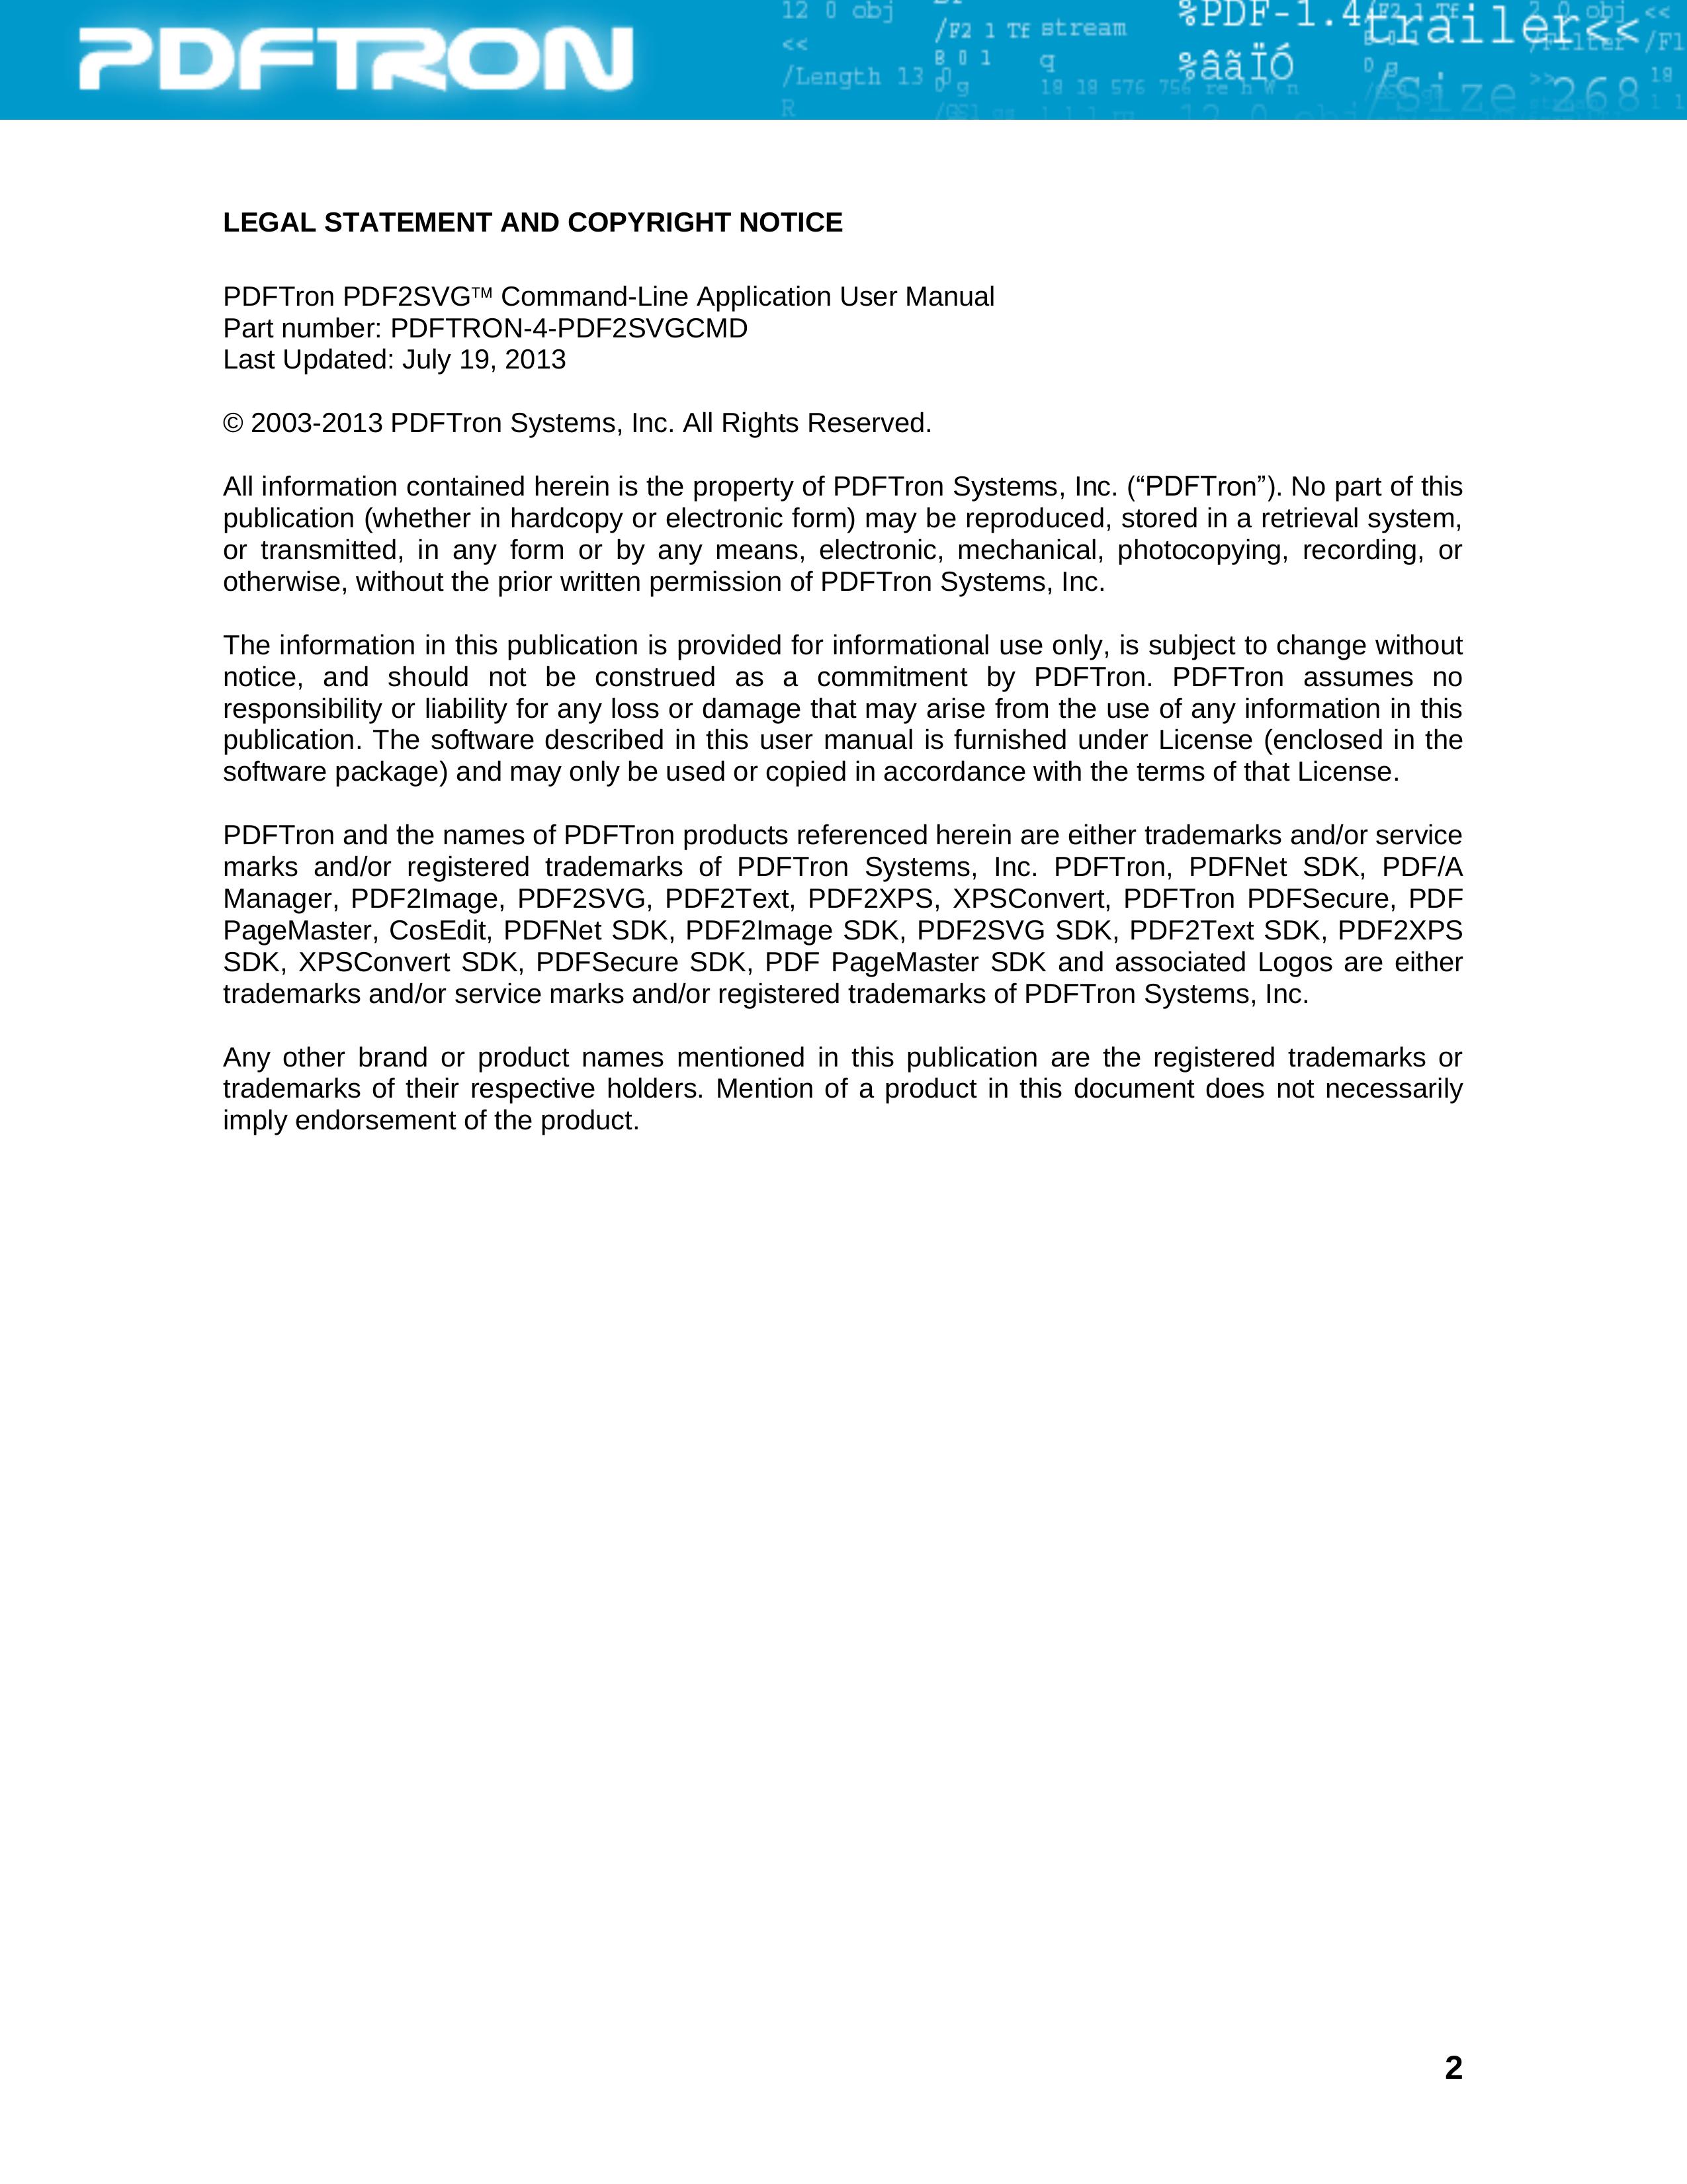 PDFTRON
12 0 obj
<<
/Length 13 0
R
/F2 1 Tf
stream
q
18 18 576 756 re h W n
%PDF-1.4
%âãÏÓ
trailer<<
/Size 268
2 0 obj <<
LEGAL STATEMENT AND COPYRIGHT NOTICE
PDFTron PDF2SVG™ Command-Line Application User Manual
Part number: PDFTRON-4-PDF2SVGCMD
Last Updated: July 19, 2013
© 2003-2013 PDFTron Systems, Inc. All Rights Reserved.
All information contained herein is the property of PDFTron Systems, Inc. (“PDFTron”). No part of this
publication (whether in hardcopy or electronic form) may be reproduced, stored in a retrieval system,
or transmitted, in any form or by any means, electronic, mechanical, photocopying, recording, or
otherwise, without the prior written permission of PDFTron Systems, Inc.
The information in this publication is provided for informational use only, is subject to change without
notice, and should not be construed as a commitment by PDFTron. PDFTron assumes no
responsibility or liability for any loss or damage that may arise from the use of any information in this
publication. The software described in this user manual is furnished under License (enclosed in the
software package) and may only be used or copied in accordance with the terms of that License.
PDFTron and the names of PDFTron products referenced herein are either trademarks and/or service
marks and/or registered trademarks of PDFTron Systems, Inc. PDFTron, PDFNet SDK, PDF/A
Manager, PDF2Image, PDF2SVG, PDF2Text, PDF2XPS, XPSConvert, PDFTron PDFSecure, PDF
PageMaster, CosEdit, PDFNet SDK, PDF2Image SDK, PDF2SVG SDK, PDF2Text SDK, PDF2XPS
SDK, XPSConvert SDK, PDFSecure SDK, PDF PageMaster SDK and associated Logos are either
trademarks and/or service marks and/or registered trademarks of PDFTron Systems, Inc.
Any other brand or product names mentioned in this publication are the registered trademarks or
trademarks of their respective holders. Mention of a product in this document does not necessarily
imply endorsement of the product.
2